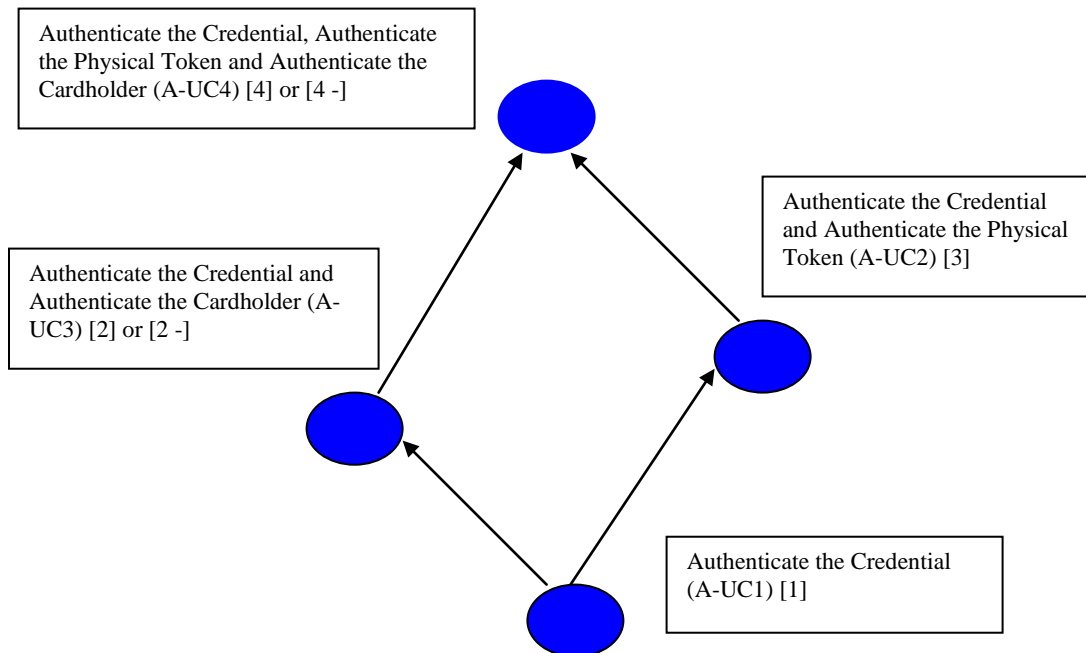 Authenticate the Credential, Authenticate
the Physical Token and Authenticate the
Cardholder (A-UC4) [4] or [4 -]
Authenticate the Credential
and Authenticate the Physical
Token (A-UC2) [3]
Authenticate the Credential and
Authenticate the Cardholder (A-
UC3) [2] or [2 -]
Authenticate the Credential
(A-UC1) [1]